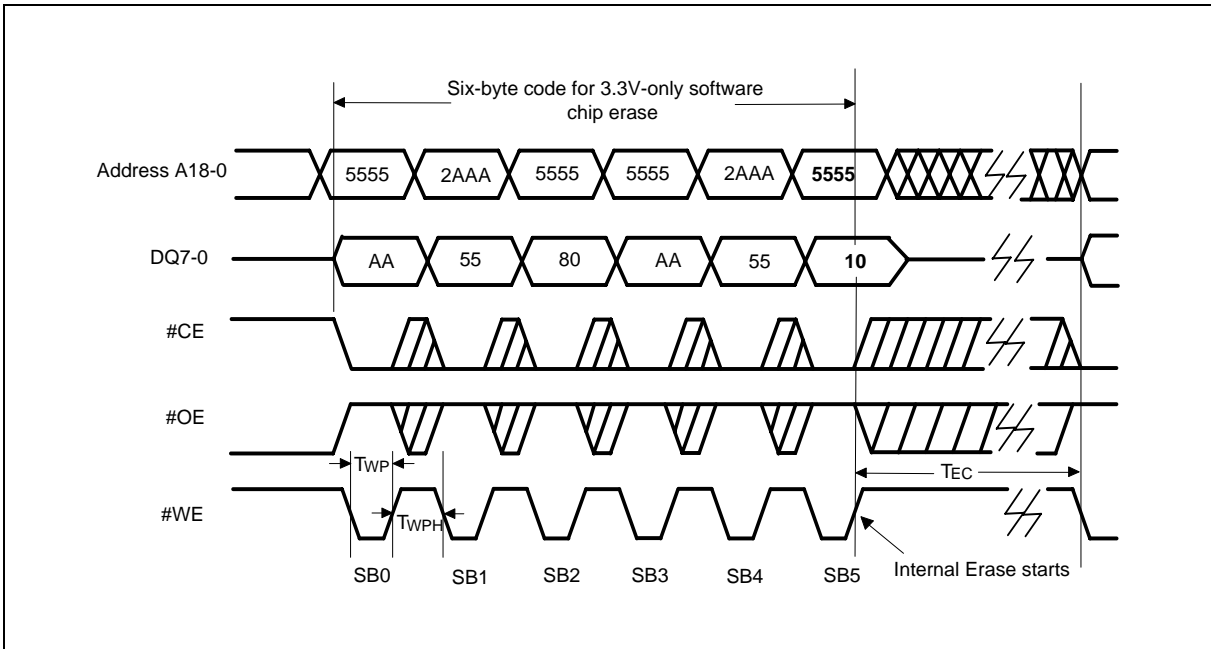 Six-byte code for 3.3V-only software
chip erase
Address A18-0
5555
2AAA
5555
5555
2AAA
5555
DQ7-0
AA
55
80
AA
55
10
#CE
#OE
TWP
TEC
#WE
TWPH
SB0
SB1
SB2
SB3
SB4
SB5
Internal Erase starts